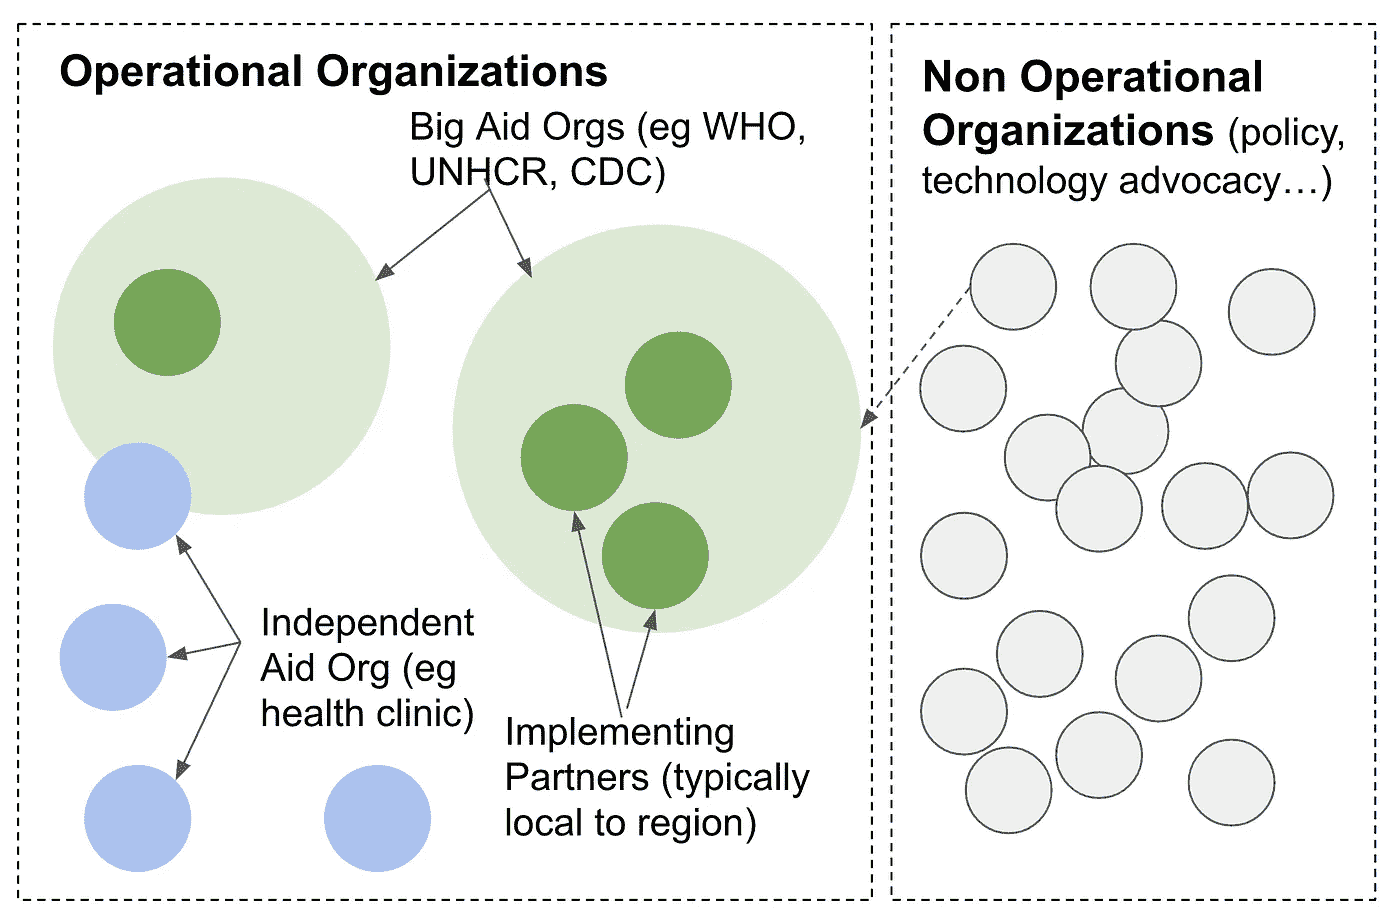 Operational Organizations
Big Aid Orgs (eg WHO,
UNHCR, CDC)
Independent
Aid Org (eg
health clinic)
Implementing
Partners (typically
local to region)
Non Operational
Organizations (policy,
technology advocacy…)